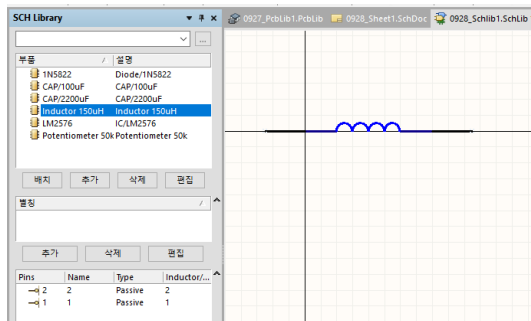 SCH Library
0927_PcbLib1.PcbLib
0928_Sheet1.SchDoc
0928_Schlib1.SchLib
...
부품 / 설명
1N5822 Diode/1N5822
CAP/100uF CAP/100uF
CAP/2200uF CAP/2200uF
Inductor 150uH Inductor 150uH
LM2576 IC/LM2576
Potentiometer 50k Potentiometer 50k
배치 추가 삭제 편집
별칭 /
추가 삭제 편집
Pins Name Type Inductor/...
2 2 Passive 2
1 1 Passive 1